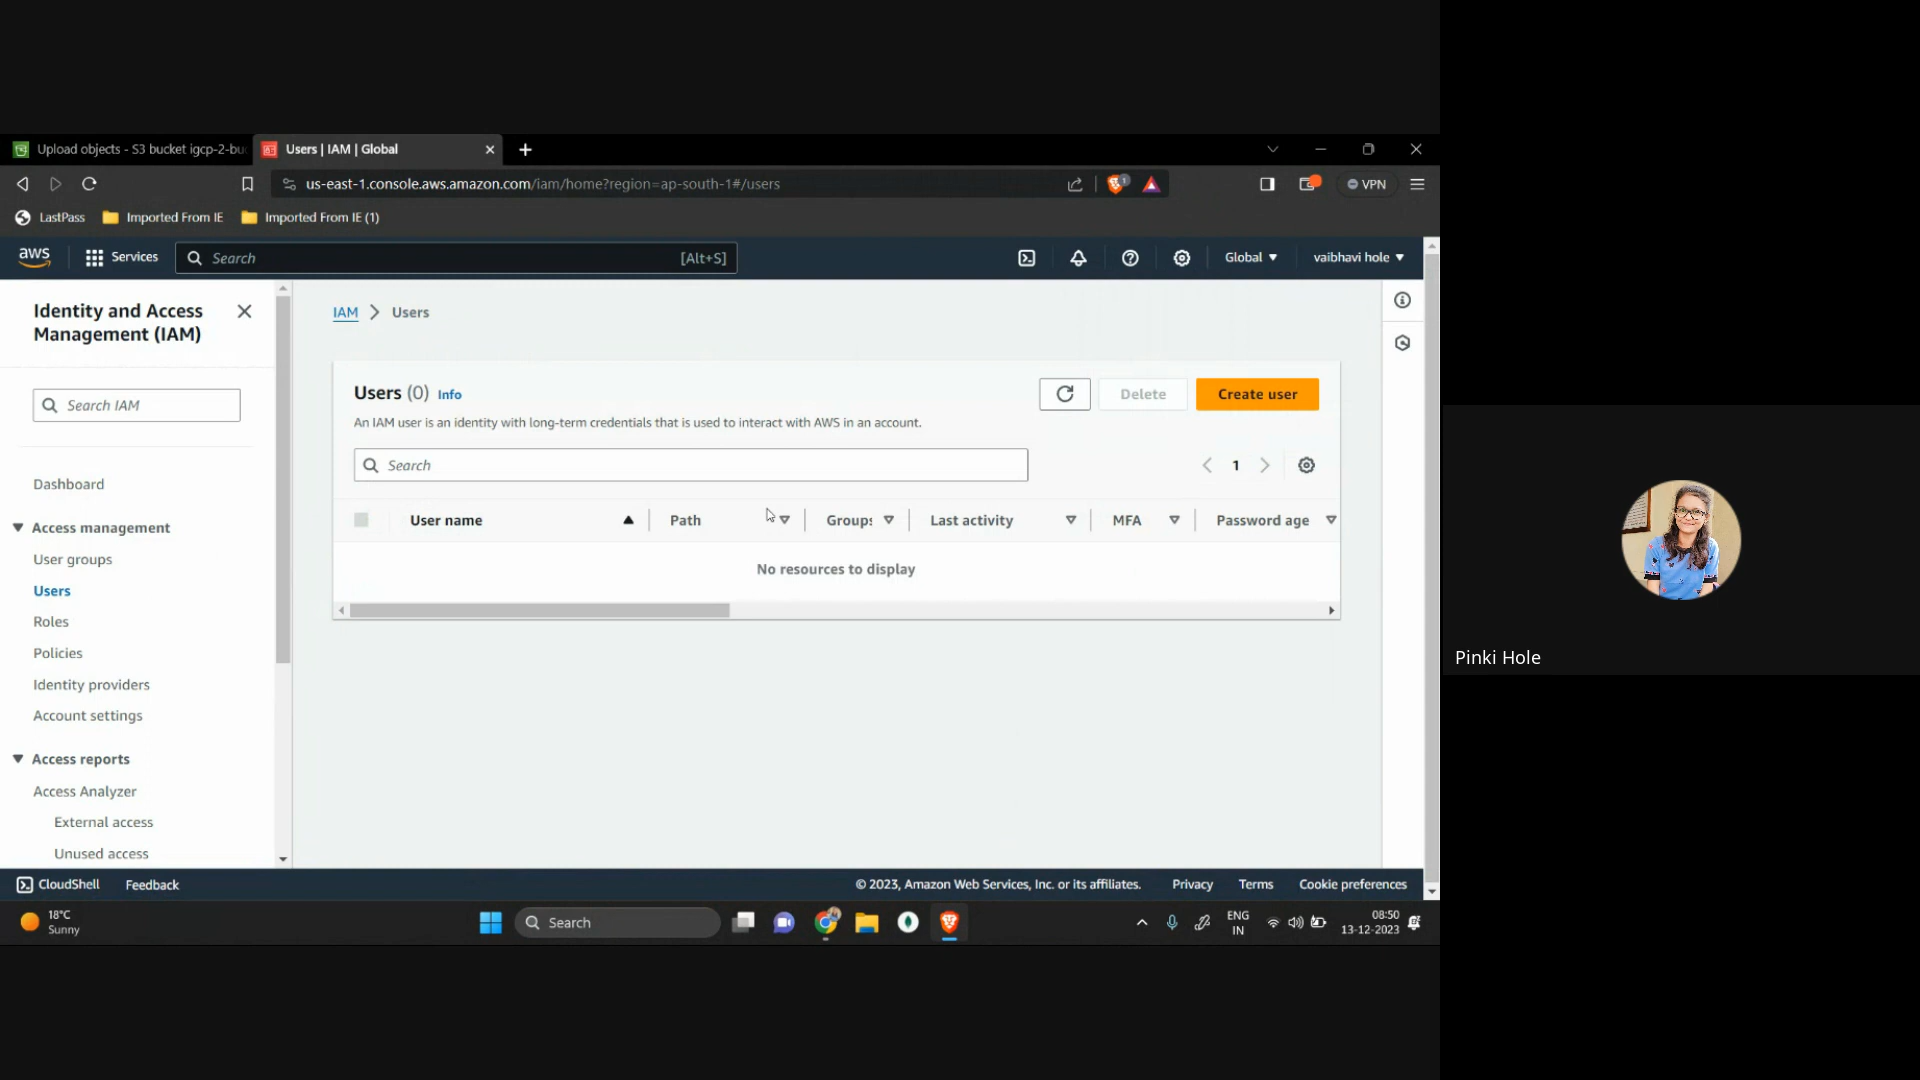 Upload objects - S3 bucket igcp-2-bu
Users | IAM | Global
us-east-1.console.aws.amazon.com/iam/home?region=ap-south-1#/users
1
VPN
LastPass
Imported From IE
Imported From IE (1)
aws
Services
Search
[Alt+S]
Global
vaibhavi hole
Identity and Access
Management (IAM)
Search IAM
Dashboard
Access management
User groups
Users
Roles
Policies
Identity providers
Account settings
Access reports
Access Analyzer
External access
Unused access
IAM
Users
Users (0) Info
Delete
Create user
An IAM user is an identity with long-term credentials that is used to interact with AWS in an account.
Search
1
User name
Path
Groups
Last activity
MFA
Password age
No resources to display
CloudShell
Feedback
© 2023, Amazon Web Services, Inc. or its affiliates.
Privacy
Terms
Cookie preferences
18°C
Sunny
Search
ENG
IN
08:50
13-12-2023
Pinki Hole